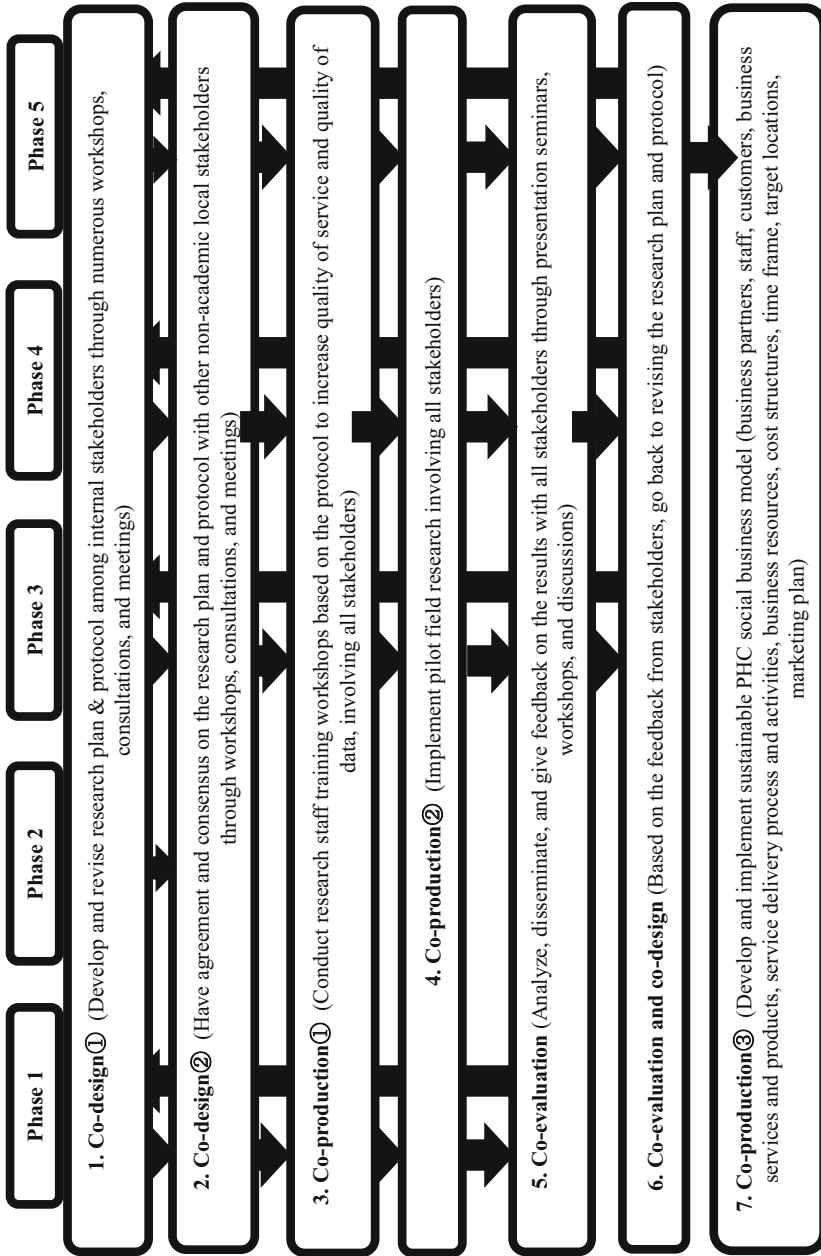 Phase 1
Phase 2
Phase 3
Phase 4
Phase 5
1. Co-design① (Develop and revise research plan & protocol among internal stakeholders through numerous workshops,
consultations, and meetings)
2. Co-design② (Have agreement and consensus on the research plan and protocol with other non-academic local stakeholders
through workshops, consultations, and meetings)
3. Co-production① (Conduct research staff training workshops based on the protocol to increase quality of service and quality of
data, involving all stakeholders)
4. Co-production② (Implement pilot field research involving all stakeholders)
5. Co-evaluation (Analyze, disseminate, and give feedback on the results with all stakeholders through presentation seminars,
workshops, and discussions)
6. Co-evaluation and co-design (Based on the feedback from stakeholders, go back to revising the research plan and protocol)
7. Co-production③ (Develop and implement sustainable PHC social business model (business partners, staff, customers, business
services and products, service delivery process and activities, business resources, cost structures, time frame, target locations,
marketing plan)